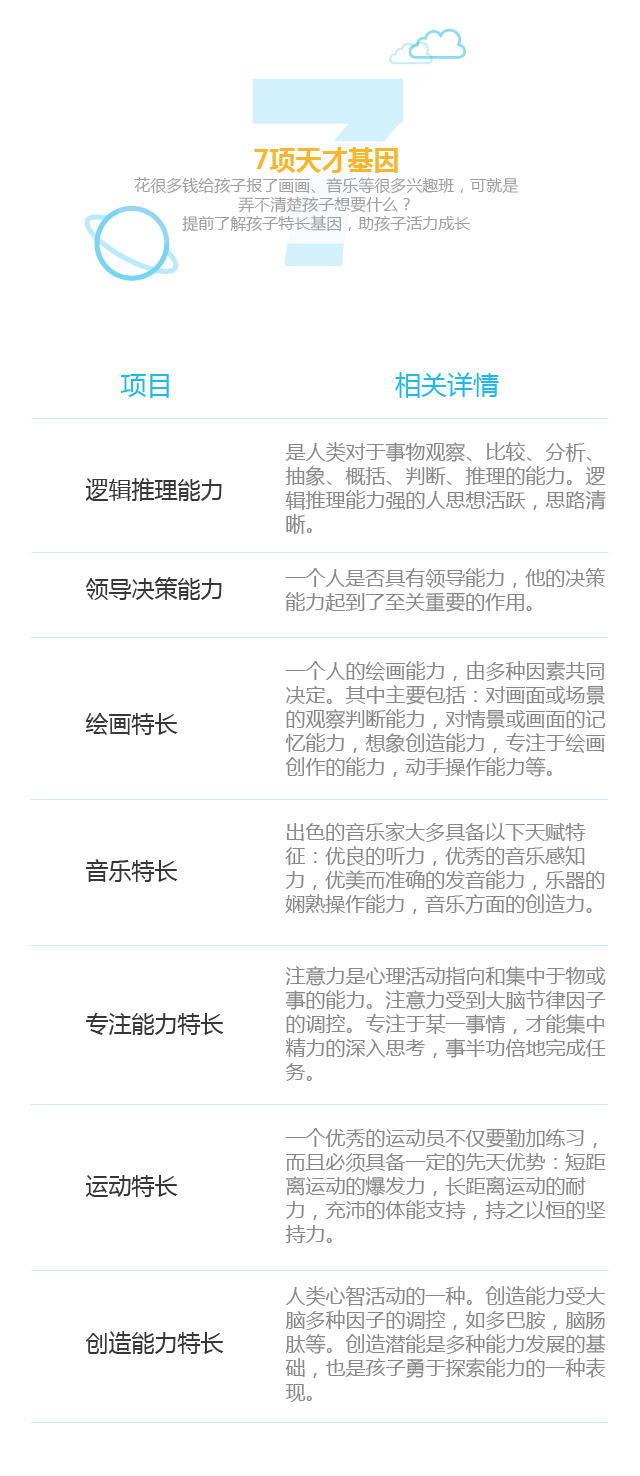 7
7项天才基因
花很多钱给孩子报了画画、音乐等很多兴趣班，可就是
弄不清楚孩子想要什么？
提前了解孩子特长基因，助孩子活力成长
项目
相关详情
逻辑推理能力
是人类对于事物观察、比较、分析、
抽象、概括、判断、推理的能力。逻
辑推理能力强的人思想活跃，思路清
晰。
领导决策能力
一个人是否具有领导能力，他的决策
能力起到了至关重要的作用。
绘画特长
一个人的绘画能力，由多种因素共同
决定。其中主要包括：对画面或场景
的观察判断能力，对情景或画面的记
忆能力，想象创造能力，专注于绘画
创作的能力，动手操作能力等。
音乐特长
出色的音乐家大多具备以下天赋特
征：优良的听力，优秀的音乐感知
力，优美而准确的发音能力，乐器的
娴熟操作能力，音乐方面的创造力。
专注能力特长
注意力是心理活动指向和集中于物或
事的能力。注意力受到大脑节律因子
的调控。专注于某一事情，才能集中
精力的深入思考，事半功倍地完成任
务。
运动特长
一个优秀的运动员不仅要勤加练习，
而且必须具备一定的先天优势：短距
离运动的爆发力，长距离运动的耐
力，充沛的体能支持，持之以恒的坚
持力。
创造能力特长
人类心智活动的一种。创造能力受大
脑多种因子的调控，如多巴胺，脑肠
肽等。创造潜能是多种能力发展的基
础，也是孩子勇于探索能力的一种表
现。